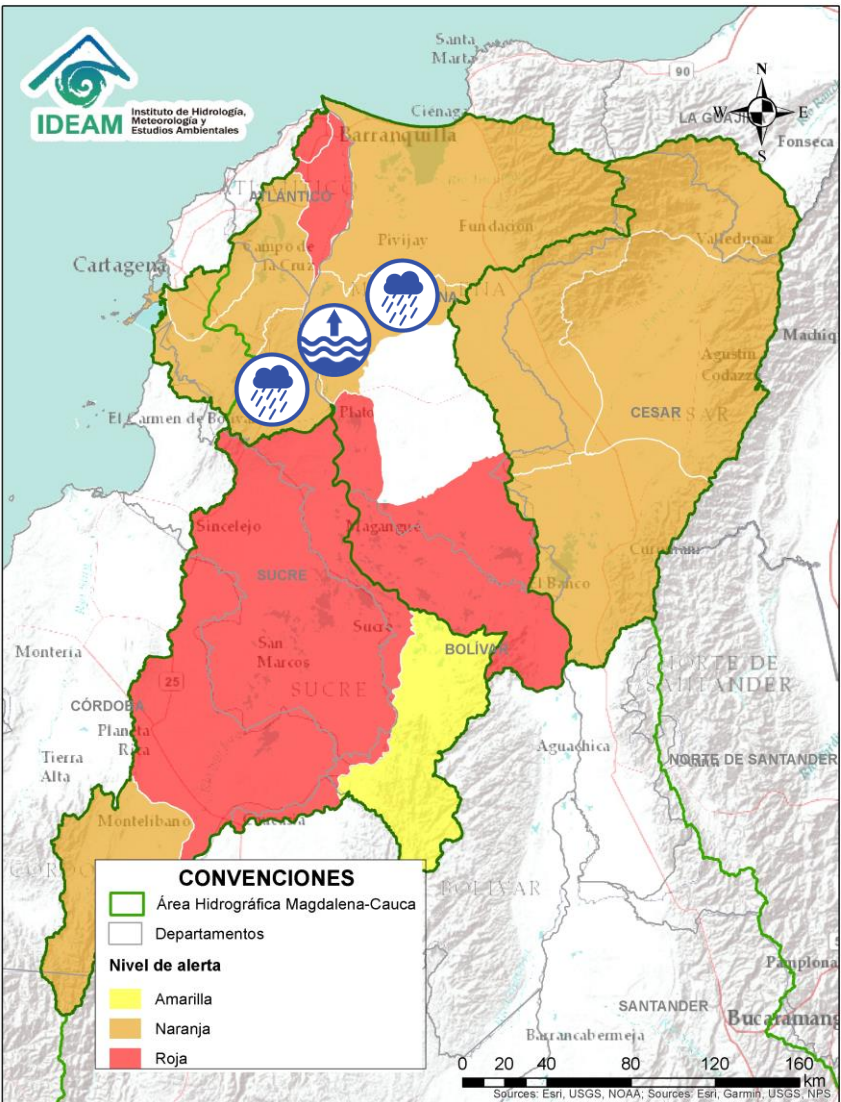 IDEAM
Instituto de Hidrología,
Meteorología y
Estudios Ambientales
Santa
Marta
90
N
W
E
S
LA GUAJIRA
Ciénaga
Fonseca
Barranquilla
ATLÁNTICO
Fundación
Pivijay
Valledupar
Campo de
la Cruz
Cartagena
Agustín
Codazzi
CESAR
El Carmen de Bolívar
Plato
Sincelejo
Magangué
SUCRE
El Banco
Sucre
BOLÍVAR
San
Marcos
Montería
SUCRE
25
CÓRDOBA
NORTE DE
SANTANDER
Planeta
Rica
Tierra
Alta
Aguachica
NORTE DE SANTANDER
Montelíbano
BOLÍVAR
CONVENCIONES
Área Hidrográfica Magdalena-Cauca
Departamentos
Nivel de alerta
Amarilla
Naranja
Roja
Pamplona
SANTANDER
Bucaramang
Barrancabermeja
0 20 40 80 120 160
km
Sources: Esri, USGS, NOAA; Sources: Esri, Garmin, USGS, NPS